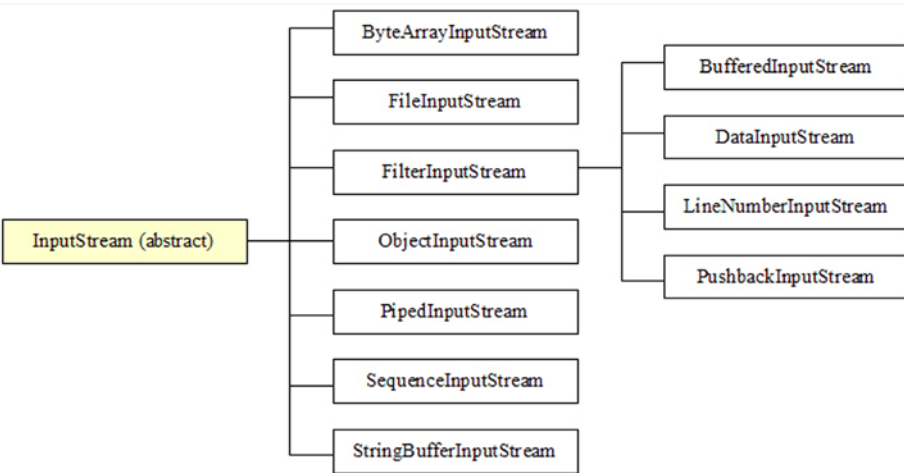 ByteArrayInputStream
FileInputStream
FilterInputStream
ObjectInputStream
PipedInputStream
SequenceInputStream
StringBufferInputStream
InputStream (abstract)
BufferedInputStream
DataInputStream
LineNumberInputStream
PushbackInputStream